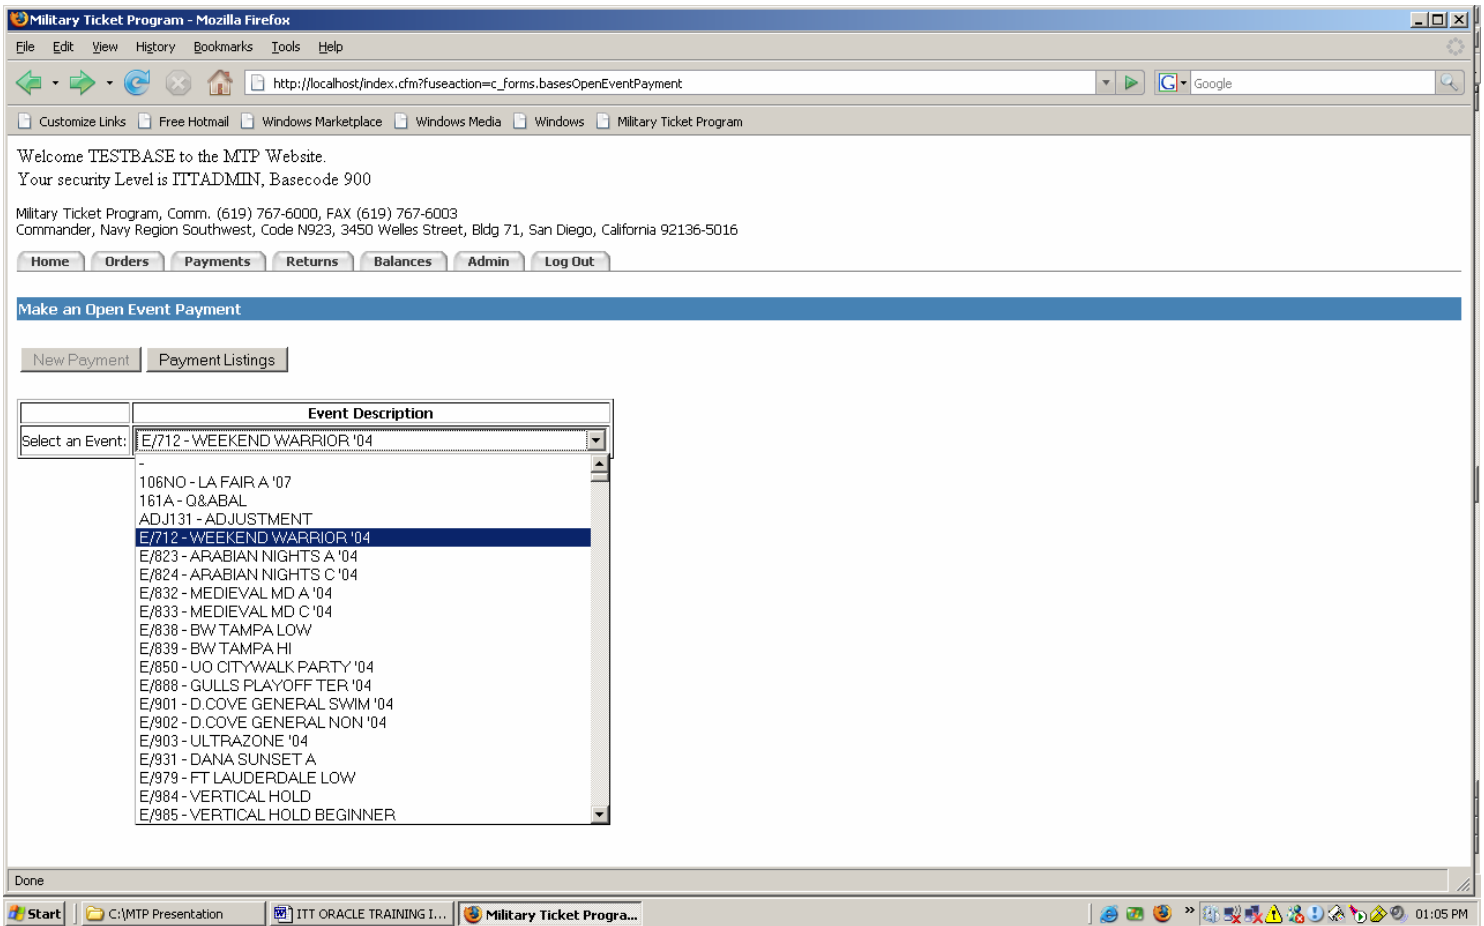 Military Ticket Program - Mozilla Firefox
File Edit View History Bookmarks Tools Help
http://localhost/index.cfm?fuseaction=c_forms.basesOpenEventPayment
G Google
Customize Links Free Hotmail Windows Marketplace Windows Media Windows Military Ticket Program
Welcome TESTBASE to the MTP Website.
Your security Level is ITTADMIN, Basecode 900
Military Ticket Program, Comm. (619) 767-6000, FAX (619) 767-6003
Commander, Navy Region Southwest, Code N923, 3450 Welles Street, Bldg 71, San Diego, California 92136-5016
Home Orders Payments Returns Balances Admin Log Out
Make an Open Event Payment
New Payment Payment Listings
Event Description
Select an Event: E/712 - WEEKEND WARRIOR '04
-
106NO - LA FAIR A '07
161A - Q&ABAL
ADJ131 - ADJUSTMENT
E/712 - WEEKEND WARRIOR '04
E/823 - ARABIAN NIGHTS A '04
E/824 - ARABIAN NIGHTS C '04
E/832 - MEDIEVAL MD A '04
E/833 - MEDIEVAL MD C '04
E/838 - BW TAMPA LOW
E/839 - BW TAMPA HI
E/850 - UO CITYWALK PARTY '04
E/888 - GULLS PLAYOFF TER '04
E/901 - D.COVE GENERAL SWIM '04
E/902 - D.COVE GENERAL NON '04
E/903 - ULTRAZONE '04
E/931 - DANA SUNSET A
E/979 - FT LAUDERDALE LOW
E/984 - VERTICAL HOLD
E/985 - VERTICAL HOLD BEGINNER
Done
Start C:\MTP Presentation ITT ORACLE TRAINING I... Military Ticket Progra... » 01:05 PM